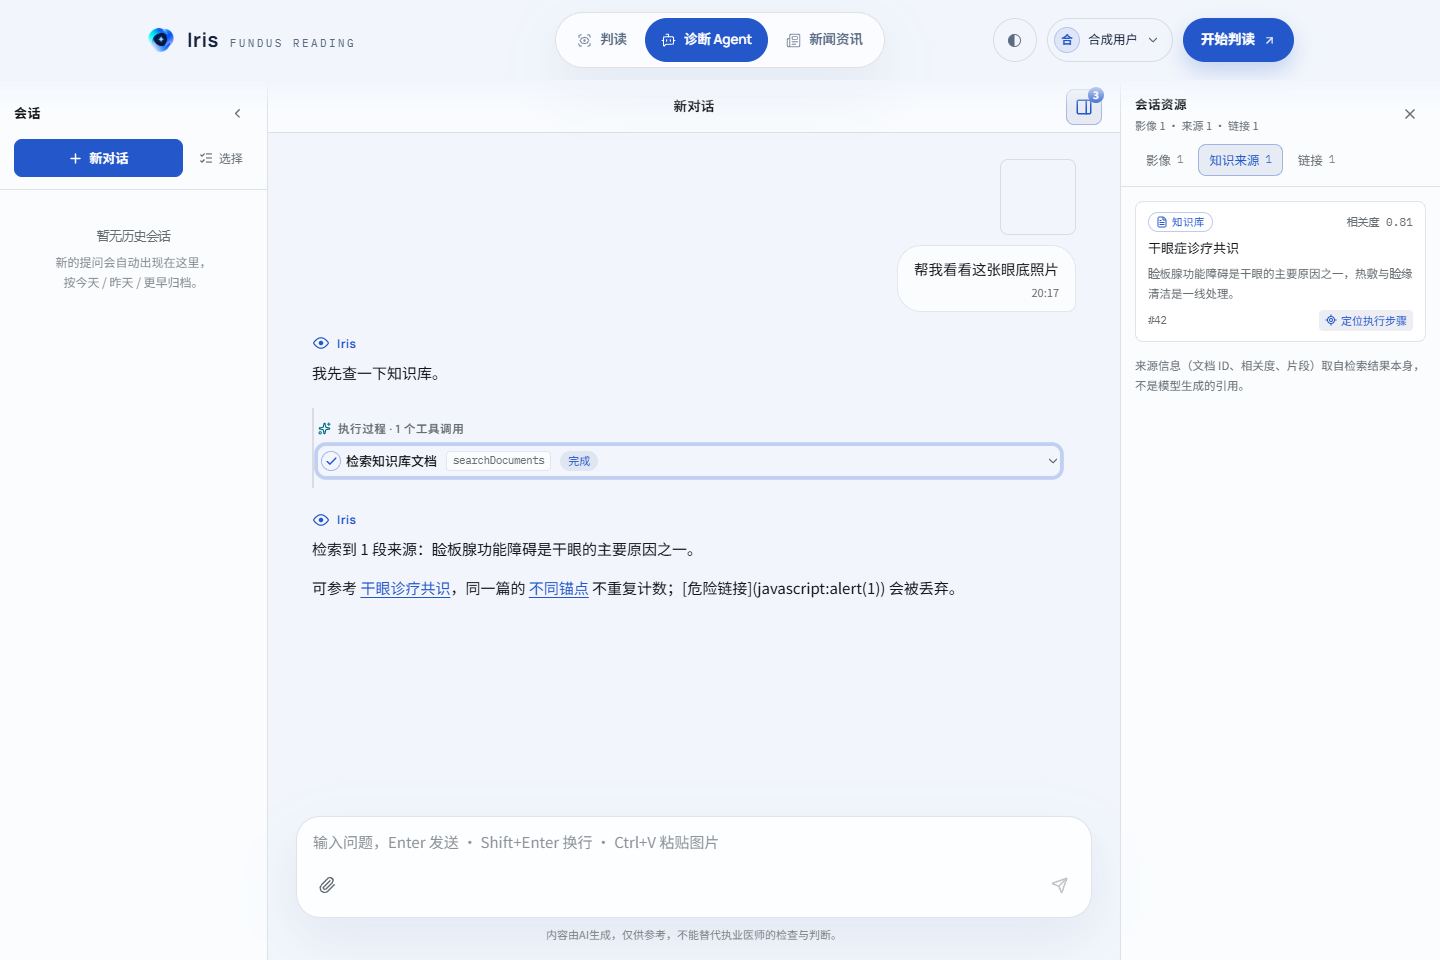 Iris FUNDUS READING
判读
诊断 Agent
新闻资讯
合 合成用户
开始判读
会话
新对话
选择
暂无历史会话
新的提问会自动出现在这里，
按今天 / 昨天 / 更早归档。
新对话
3
帮我看看这张眼底照片
20:17
Iris
我先查一下知识库。
执行过程 · 1 个工具调用
检索知识库文档 searchDocuments 完成
Iris
检索到 1 段来源：睑板腺功能障碍是干眼的主要原因之一。
可参考 干眼诊疗共识，同一篇的 不同锚点 不重复计数；[危险链接](javascript:alert(1)) 会被丢弃。
输入问题，Enter 发送 · Shift+Enter 换行 · Ctrl+V 粘贴图片
内容由AI生成，仅供参考，不能替代执业医师的检查与判断。
会话资源
影像 1 · 来源 1 · 链接 1
影像 1
知识来源 1
链接 1
知识库 相关度 0.81
干眼症诊疗共识
睑板腺功能障碍是干眼的主要原因之一，热敷与睑缘
清洁是一线处理。
#42 定位执行步骤
来源信息（文档 ID、相关度、片段）取自检索结果本身，
不是模型生成的引用。